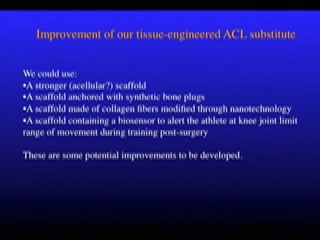 Improvement of our tissue-engineered ACL substitute
We could use:
•A stronger (acellular?) scaffold
•A scaffold anchored with synthetic bone plugs
•A scaffold made of collagen fibers modified through nanotechnology
•A scaffold containing a biosensor to alert the athlete at knee joint limit
range of movement during training post-surgery
These are some potential improvements to be developed.